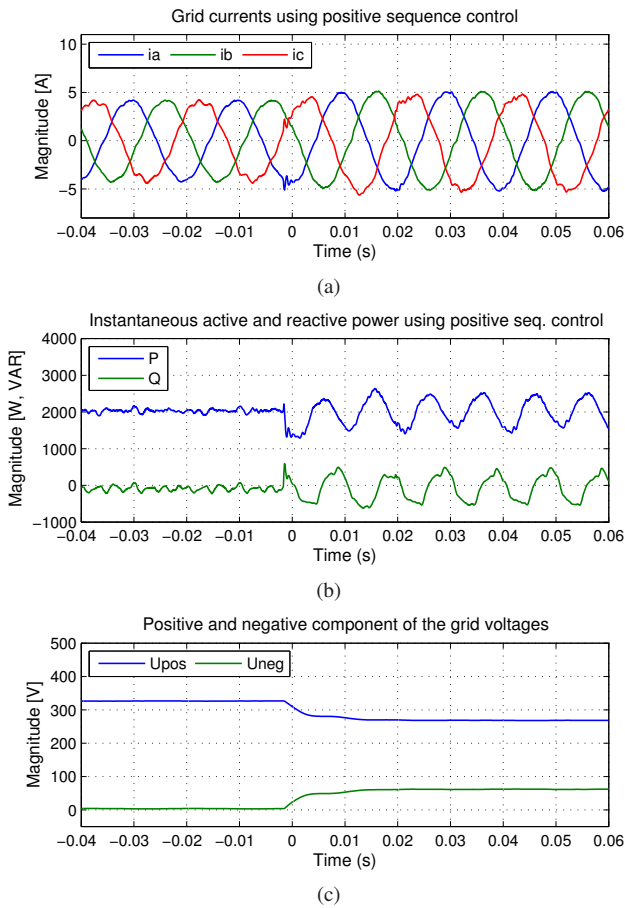 Grid currents using positive sequence control
10
5
0
−5
Magnitude [A]
ia ib ic
−0.04 −0.03 −0.02 −0.01 0 0.01 0.02 0.03 0.04 0.05 0.06
Time (s)
(a)
Instantaneous active and reactive power using positive seq. control
4000
3000
2000
1000
0
−1000
Magnitude [W, VAR]
P
Q
−0.04 −0.03 −0.02 −0.01 0 0.01 0.02 0.03 0.04 0.05 0.06
Time (s)
(b)
Positive and negative component of the grid voltages
500
400
300
200
100
0
Magnitude [V]
Upos Uneg
−0.04 −0.03 −0.02 −0.01 0 0.01 0.02 0.03 0.04 0.05 0.06
Time (s)
(c)